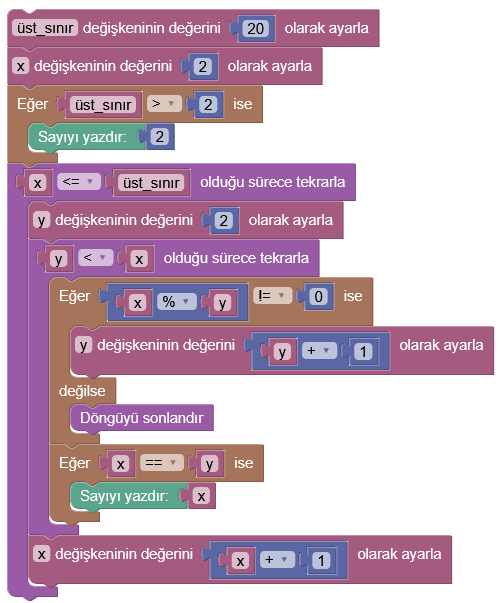 üst_sınır değişkeninin değerini 20 olarak ayarla
x değişkeninin değerini 2 olarak ayarla
Eğer üst_sınır > 2 ise
Sayıyı yazdır: 2
x <= üst_sınır olduğu sürece tekrarla
y değişkeninin değerini 2 olarak ayarla
y < x olduğu sürece tekrarla
Eğer x % y != 0 ise
y değişkeninin değerini y + 1 olarak ayarla
değilse
Döngüyü sonlandır
Eğer x == y ise
Sayıyı yazdır: x
x değişkeninin değerini x + 1 olarak ayarla